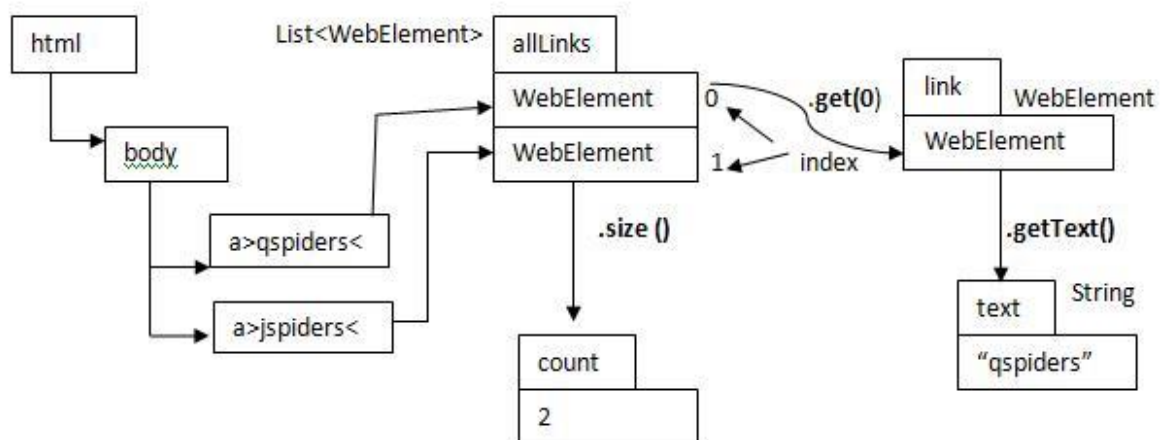 html
List<WebElement>
allLinks
WebElement
0
.get(0)
link
WebElement
body
WebElement
1
index
WebElement
a>qspiders<
.size ()
.getText()
a>jspiders<
text
String
count
"qspiders"
2